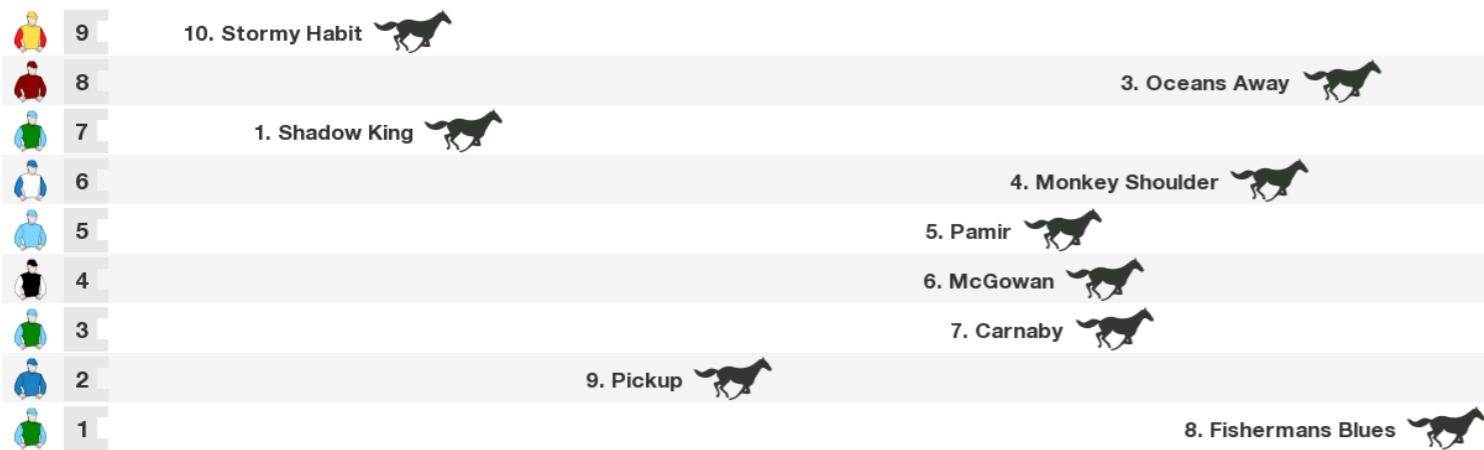 9 10. Stormy Habit
8 3. Oceans Away
7 1. Shadow King
6 4. Monkey Shoulder
5 5. Pamir
4 6. McGowan
3 7. Carnaby
2 9. Pickup
1 8. Fishermans Blues